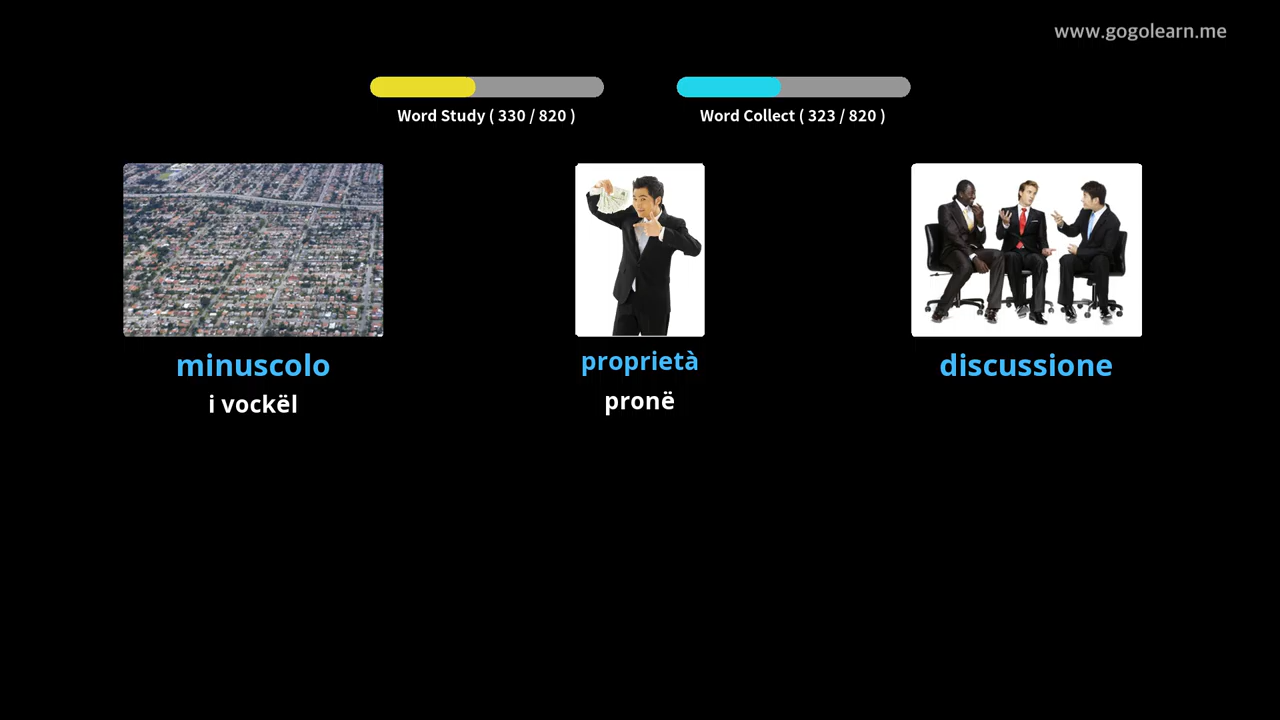 www.gogolearn.me
Word Study ( 330 / 820 )
Word Collect ( 323 / 820 )
minuscolo
i vockël
proprietà
pronë
discussione